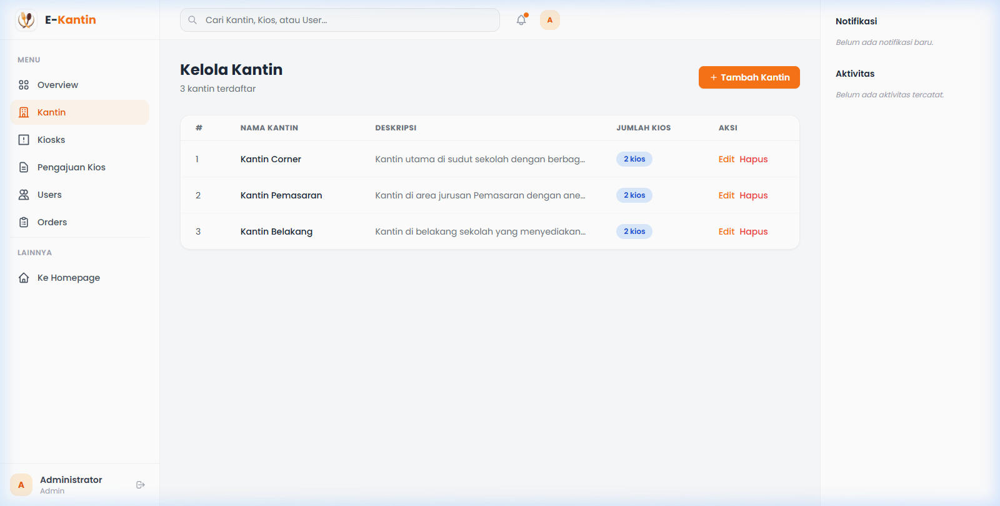 E-Kantin
MENU
Overview
Kantin
Kiosks
Pengajuan Kios
Users
Orders
LAINNYA
Ke Homepage
A
Administrator
Admin
Cari Kantin, Kios, atau User...
A
Kelola Kantin
3 kantin terdaftar
+ Tambah Kantin
# NAMA KANTIN DESKRIPSI JUMLAH KIOS AKSI
1 Kantin Corner Kantin utama di sudut sekolah dengan berbag... 2 kios Edit Hapus
2 Kantin Pemasaran Kantin di area jurusan Pemasaran dengan ane... 2 kios Edit Hapus
3 Kantin Belakang Kantin di belakang sekolah yang menyediakan... 2 kios Edit Hapus
Notifikasi
Belum ada notifikasi baru.
Aktivitas
Belum ada aktivitas tercatat.